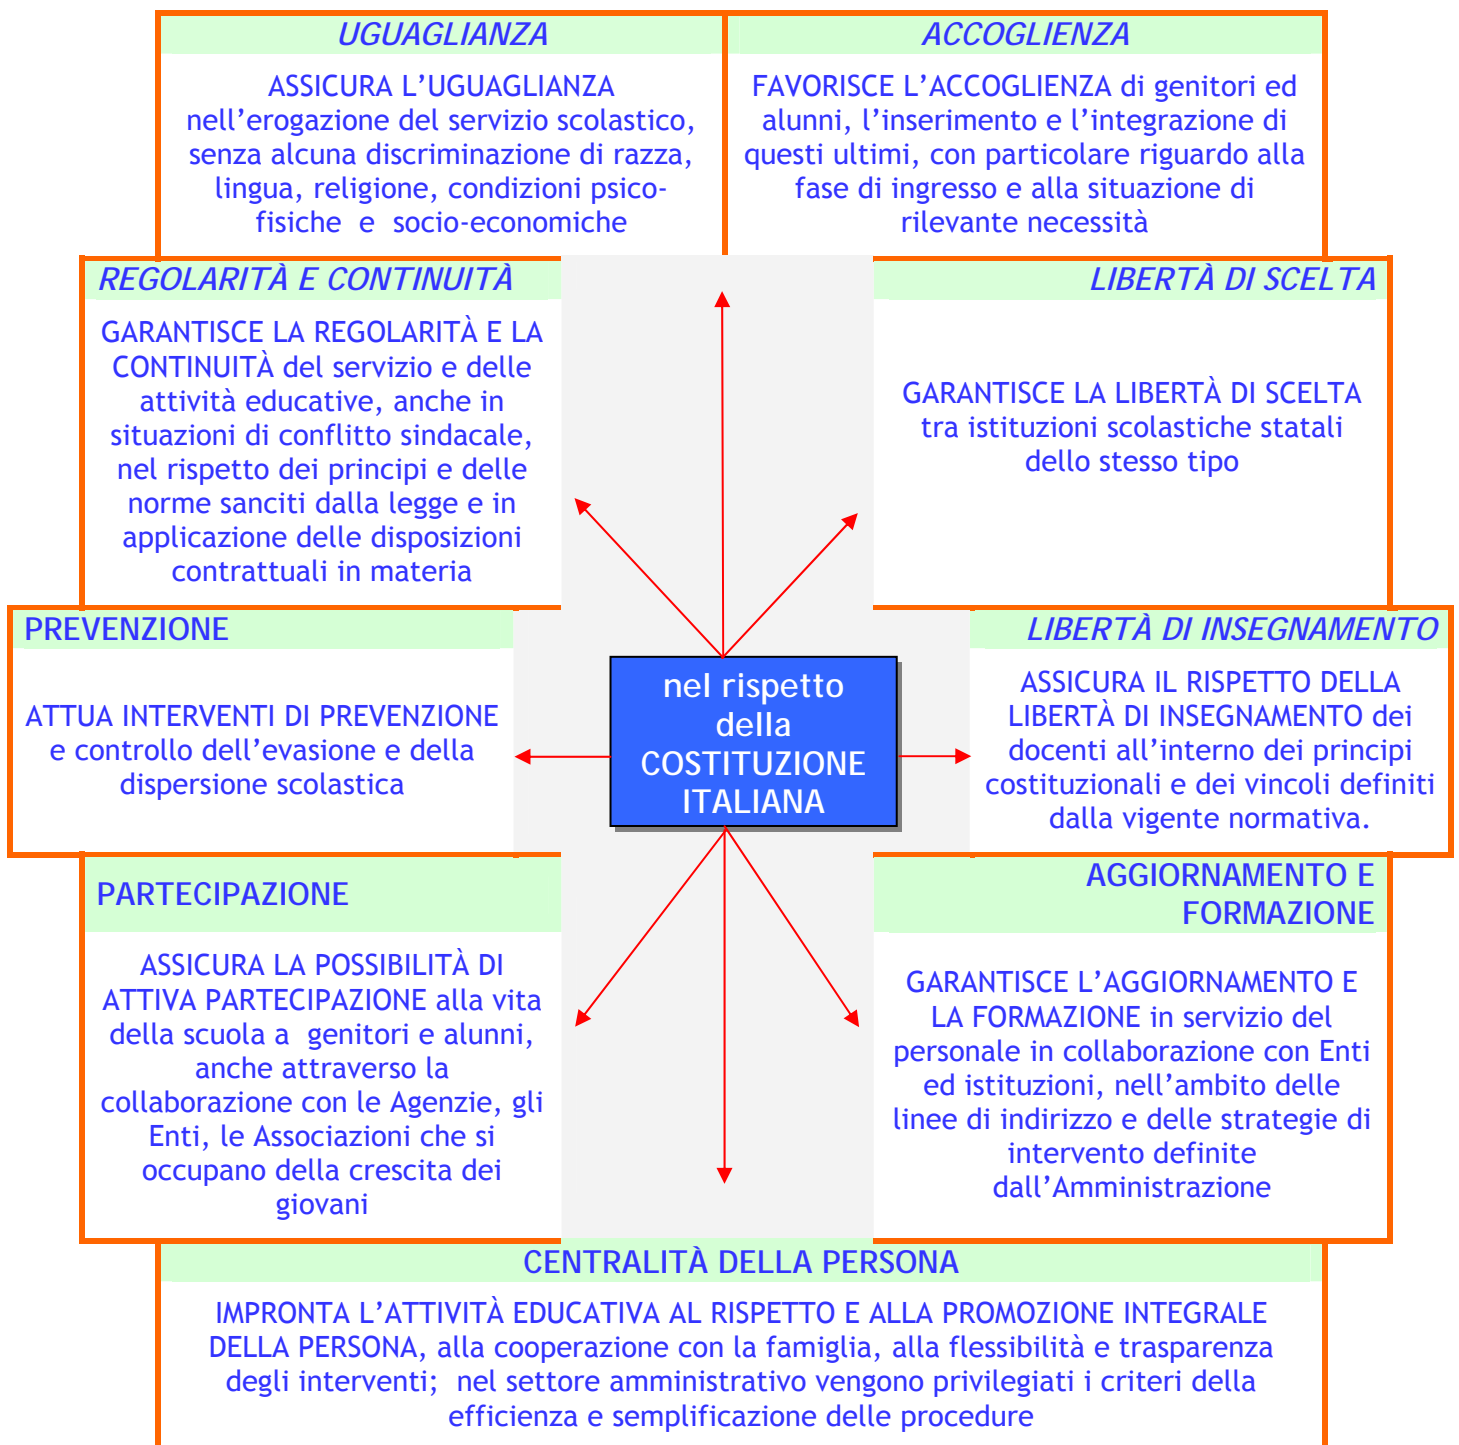 UGUAGLIANZA
ASSICURA L'UGUAGLIANZA
nell'erogazione del servizio scolastico,
senza alcuna discriminazione di razza,
lingua, religione, condizioni psico-
fisiche e socio-economiche
ACCOGLIENZA
FAVORISCE L'ACCOGLIENZA di genitori ed
alunni, l'inserimento e l'integrazione di
questi ultimi, con particolare riguardo alla
fase di ingresso e alla situazione di
rilevante necessità
REGOLARITÀ E CONTINUITÀ
GARANTISCE LA REGOLARITÀ E LA
CONTINUITÀ del servizio e delle
attività educative, anche in
situazioni di conflitto sindacale,
nel rispetto dei principi e delle
norme sanciti dalla legge e in
applicazione delle disposizioni
contrattuali in materia
LIBERTÀ DI SCELTA
GARANTISCE LA LIBERTÀ DI SCELTA
tra istituzioni scolastiche statali
dello stesso tipo
PREVENZIONE
ATTUA INTERVENTI DI PREVENZIONE
e controllo dell'evasione e della
dispersione scolastica
nel rispetto
della
COSTITUZIONE
ITALIANA
LIBERTÀ DI INSEGNAMENTO
ASSICURA IL RISPETTO DELLA
LIBERTÀ DI INSEGNAMENTO dei
docenti all'interno dei principi
costituzionali e dei vincoli definiti
dalla vigente normativa.
PARTECIPAZIONE
ASSICURA LA POSSIBILITÀ DI
ATTIVA PARTECIPAZIONE alla vita
della scuola a genitori e alunni,
anche attraverso la
collaborazione con le Agenzie, gli
Enti, le Associazioni che si
occupano della crescita dei
giovani
AGGIORNAMENTO E
FORMAZIONE
GARANTISCE L'AGGIORNAMENTO E
LA FORMAZIONE in servizio del
personale in collaborazione con Enti
ed istituzioni, nell'ambito delle
linee di indirizzo e delle strategie di
intervento definite
dall'Amministrazione
CENTRALITÀ DELLA PERSONA
IMPRONTA L'ATTIVITÀ EDUCATIVA AL RISPETTO E ALLA PROMOZIONE INTEGRALE
DELLA PERSONA, alla cooperazione con la famiglia, alla flessibilità e trasparenza
degli interventi; nel settore amministrativo vengono privilegiati i criteri della
efficienza e semplificazione delle procedure